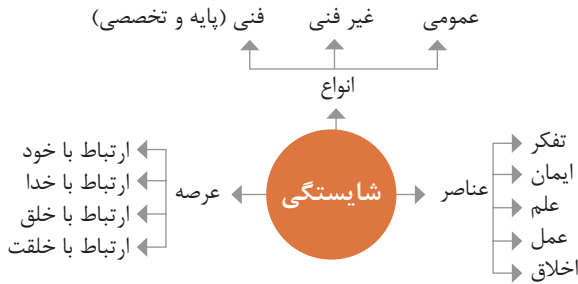 عمومی
غیر فنی
فنی (پایه و تخصصی)
انواع
شایستگی
عناصر
تفکر
ایمان
علم
عمل
اخلاق
عرصه
ارتباط با خود
ارتباط با خدا
ارتباط با خلق
ارتباط با خلقت